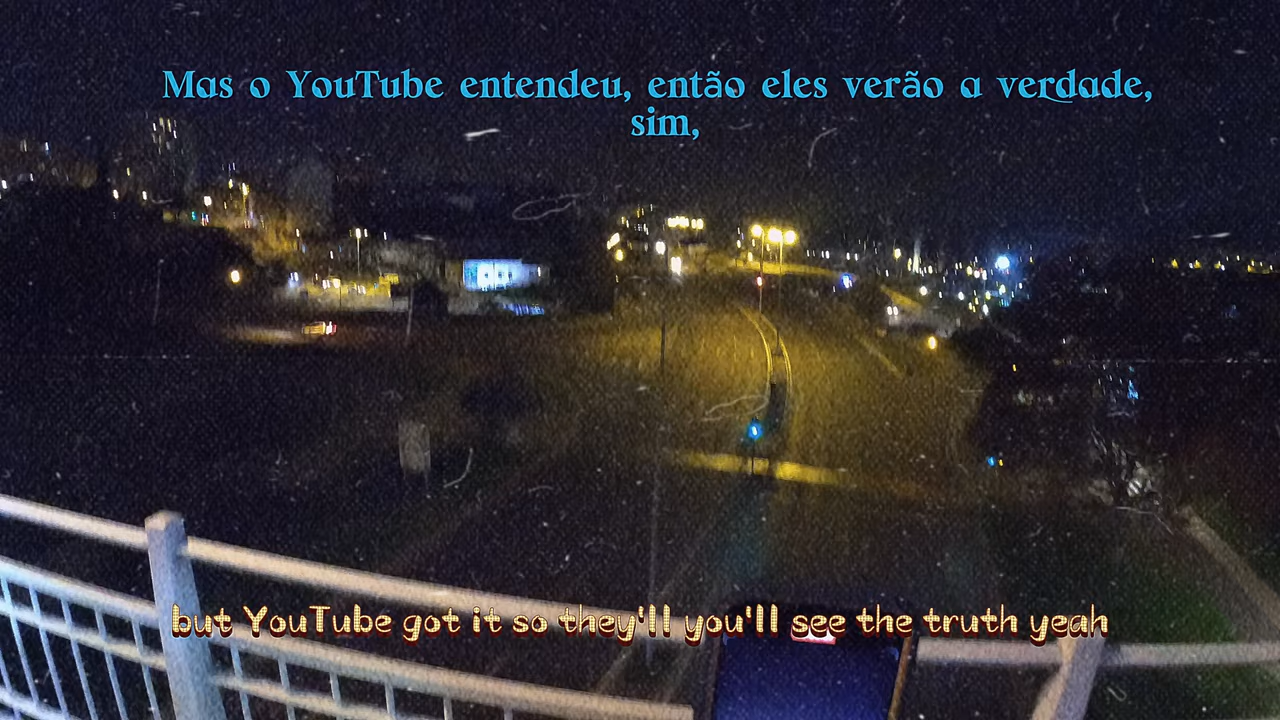 Mas o YouTube entendeu, então eles verão a verdade,
sim,
but YouTube got it so they'll you'll see the truth yeah